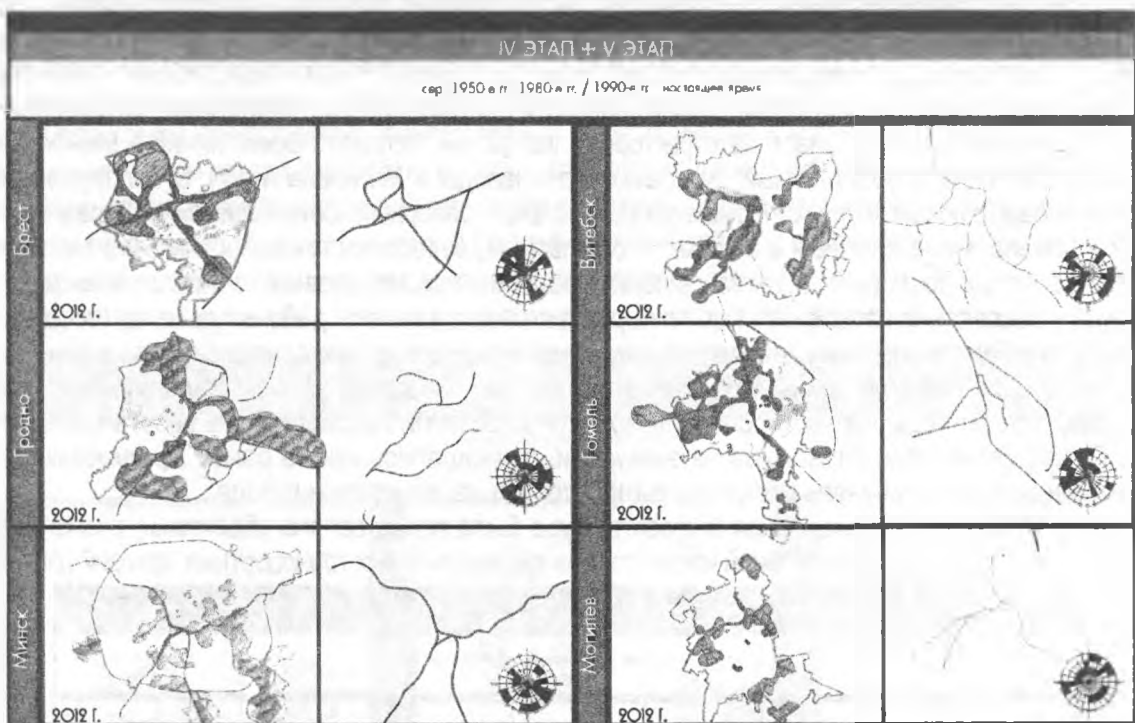 IV ЭТАП + V ЭТАП
сер. 1950-е гг. 1980-е гг. / 1990-е гг. настоящее время
Брест
2012 Г.
Витебск
2012 Г.
Гродно
2012 Г.
Гомель
2012 Г.
Минск
2012 Г.
Могилев
2012 Г.